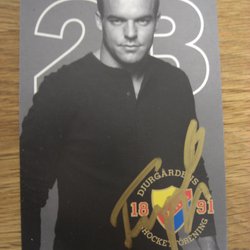 23
DJURGÅRDENS
18 91
HOCKEYFÖRENING